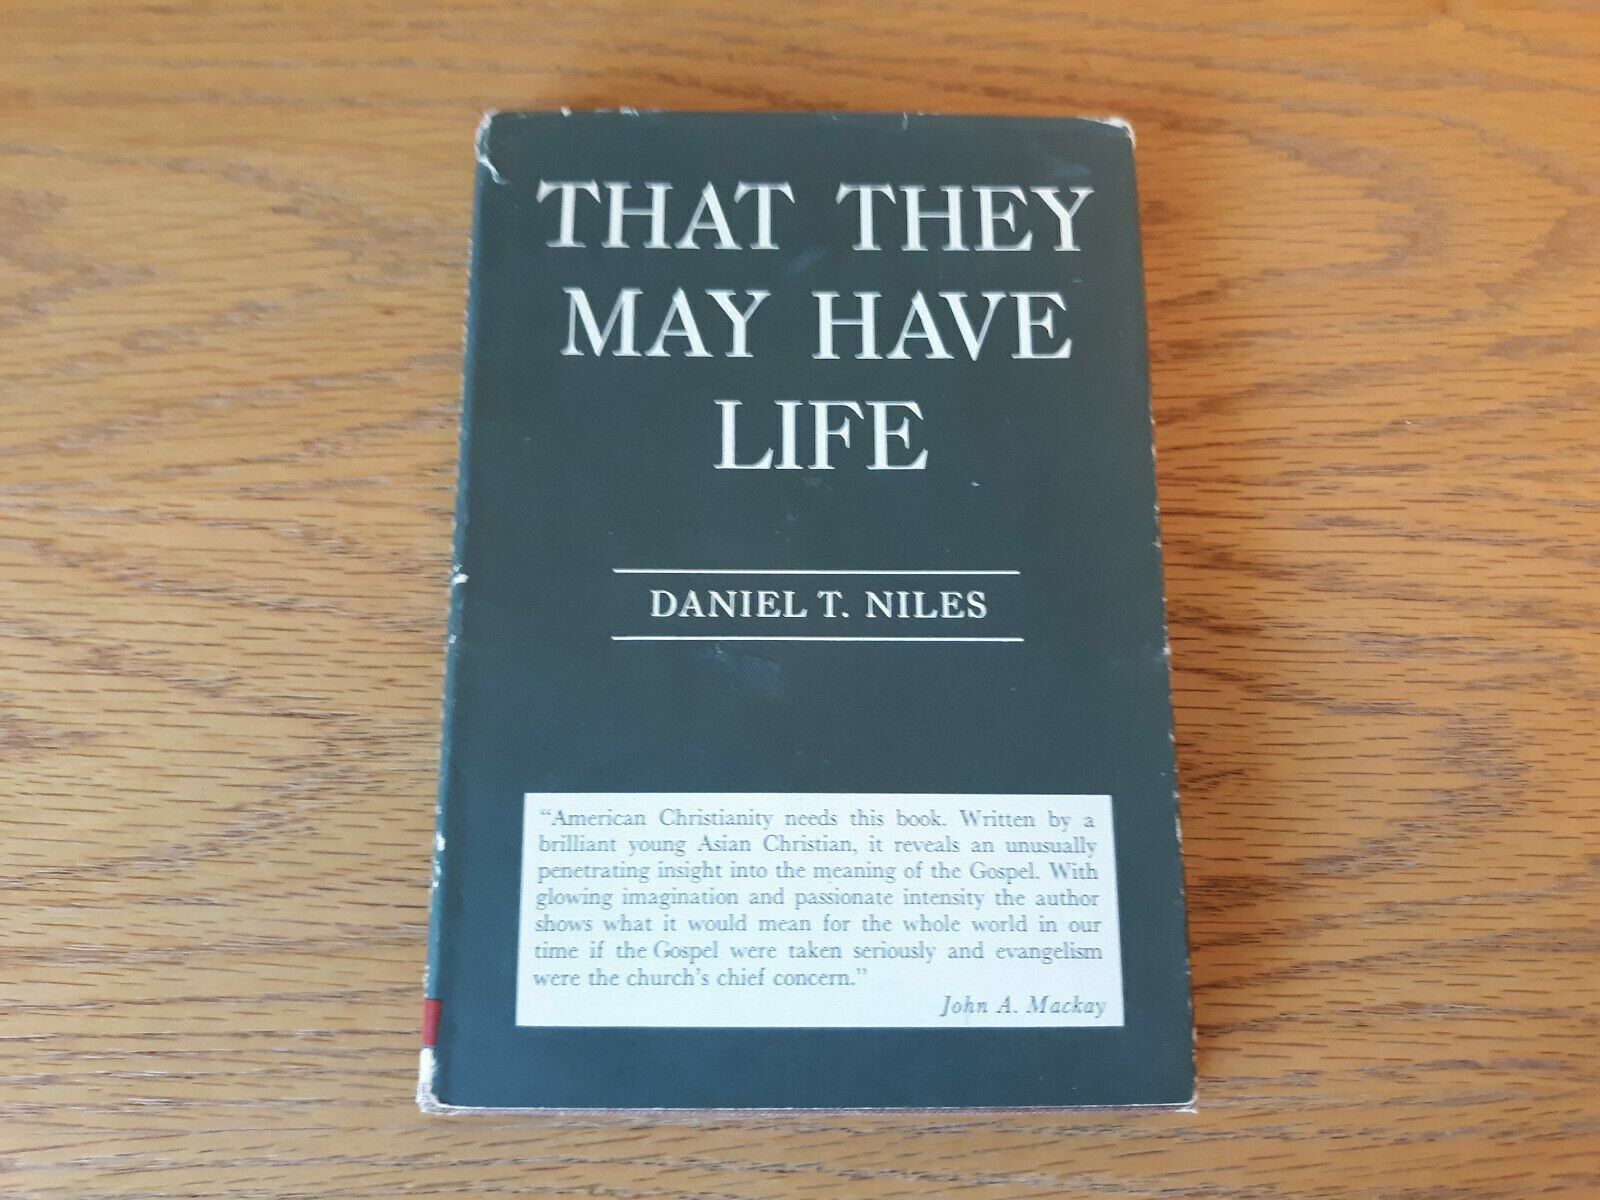 THAT THEY
MAY HAVE
LIFE
DANIEL T. NILES
“American Christianity needs this book. Written by a
brilliant young Asian Christian, it reveals an unusually
penetrating insight into the meaning of the Gospel. With
glowing imagination and passionate intensity the author
shows what it would mean for the whole world in our
time if the Gospel were taken seriously and evangelism
were the church’s chief concern.”
John A. Mackay